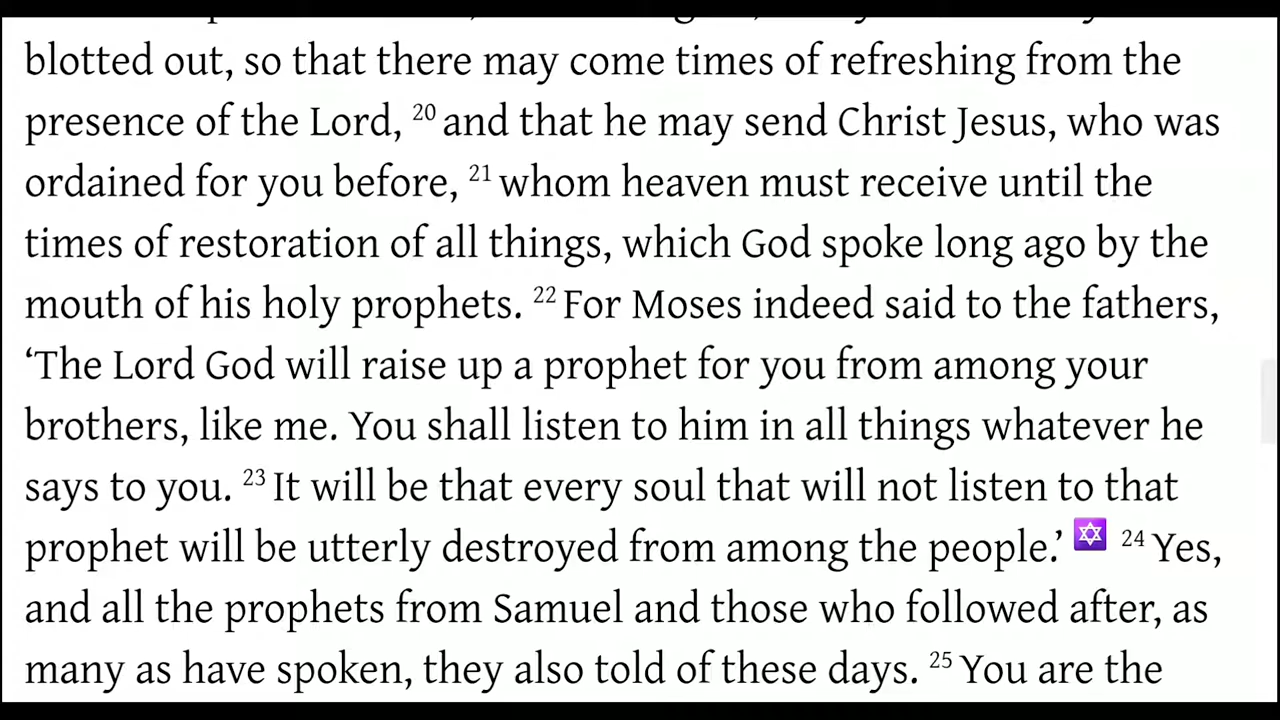 blotted out, so that there may come times of refreshing from the
presence of the Lord, 20 and that he may send Christ Jesus, who was
ordained for you before, 21 whom heaven must receive until the
times of restoration of all things, which God spoke long ago by the
mouth of his holy prophets. 22 For Moses indeed said to the fathers,
‘The Lord God will raise up a prophet for you from among your
brothers, like me. You shall listen to him in all things whatever he
says to you. 23 It will be that every soul that will not listen to that
prophet will be utterly destroyed from among the people.’ 🔯 24 Yes,
and all the prophets from Samuel and those who followed after, as
many as have spoken, they also told of these days. 25 You are the